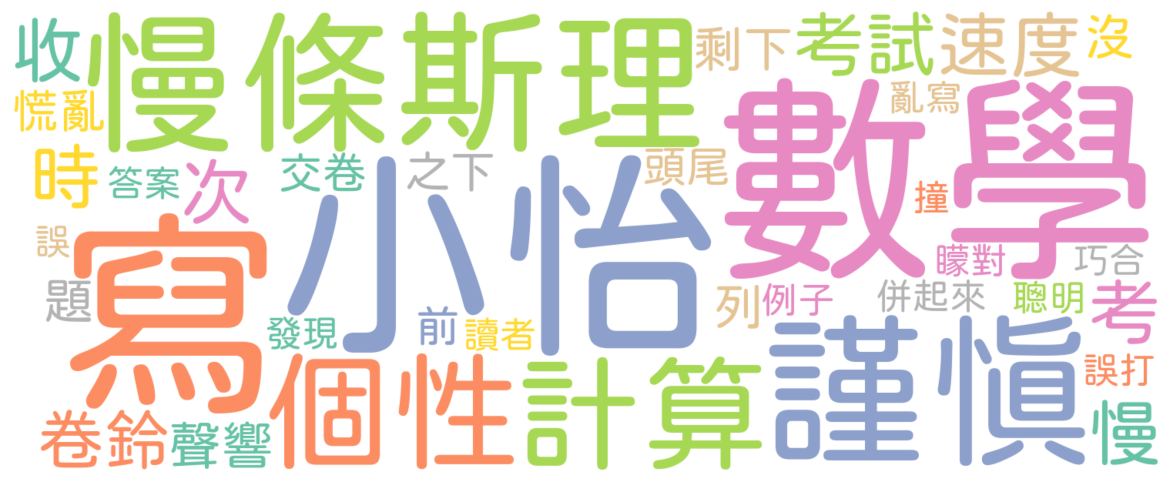 收
慢條斯理
剩下
考試
速度
沒
慌亂
數學
亂寫
時
答案
次
交卷
之下
頭尾
小怡
撞
誤
寫
題
發現
前
讀者
列
例子
矇對
巧合
併起來
聰明
考
卷鈴
聲響
個性
計算
謹慎
誤打
慢